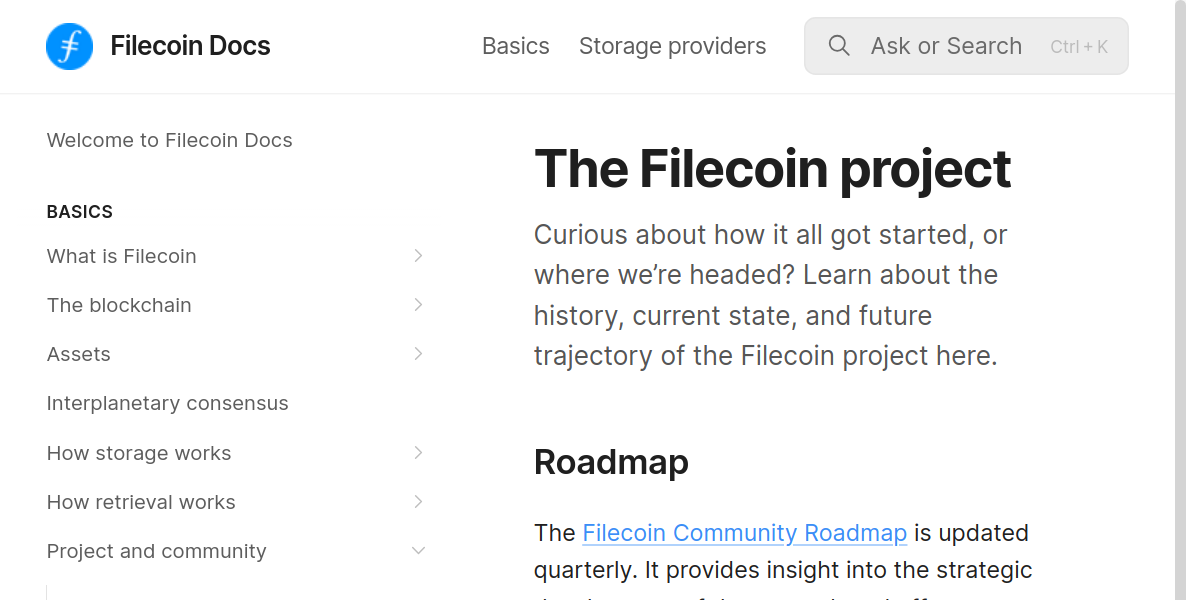 Filecoin Docs
Basics
Storage providers
Ask or Search
Ctrl + K
Welcome to Filecoin Docs
BASICS
What is Filecoin
The blockchain
Assets
Interplanetary consensus
How storage works
How retrieval works
Project and community
The Filecoin project
Curious about how it all got started, or
where we’re headed? Learn about the
history, current state, and future
trajectory of the Filecoin project here.
Roadmap
The Filecoin Community Roadmap is updated
quarterly. It provides insight into the strategic